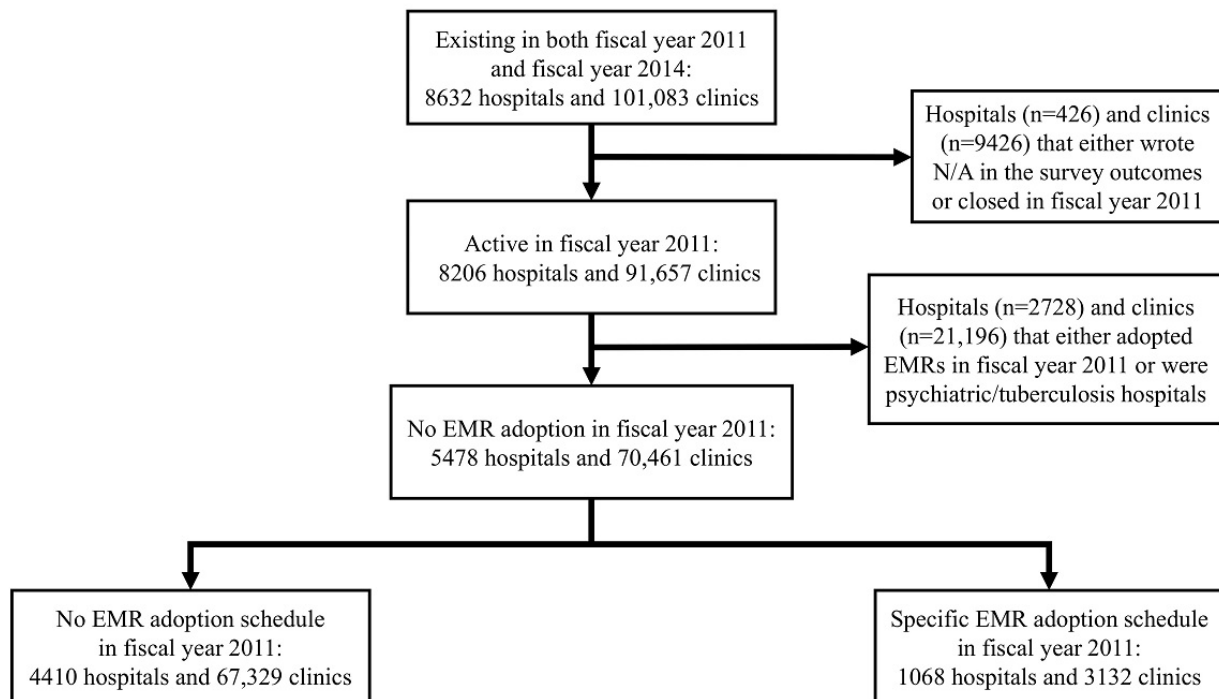 Existing in both fiscal year 2011
and fiscal year 2014:
8632 hospitals and 101,083 clinics
Hospitals (n=426) and clinics
(n=9426) that either wrote
N/A in the survey outcomes
or closed in fiscal year 2011
Active in fiscal year 2011:
8206 hospitals and 91,657 clinics
Hospitals (n=2728) and clinics
(n=21,196) that either adopted
EMRs in fiscal year 2011 or were
psychiatric/tuberculosis hospitals
No EMR adoption in fiscal year 2011:
5478 hospitals and 70,461 clinics
No EMR adoption schedule
in fiscal year 2011:
4410 hospitals and 67,329 clinics
Specific EMR adoption schedule
in fiscal year 2011:
1068 hospitals and 3132 clinics